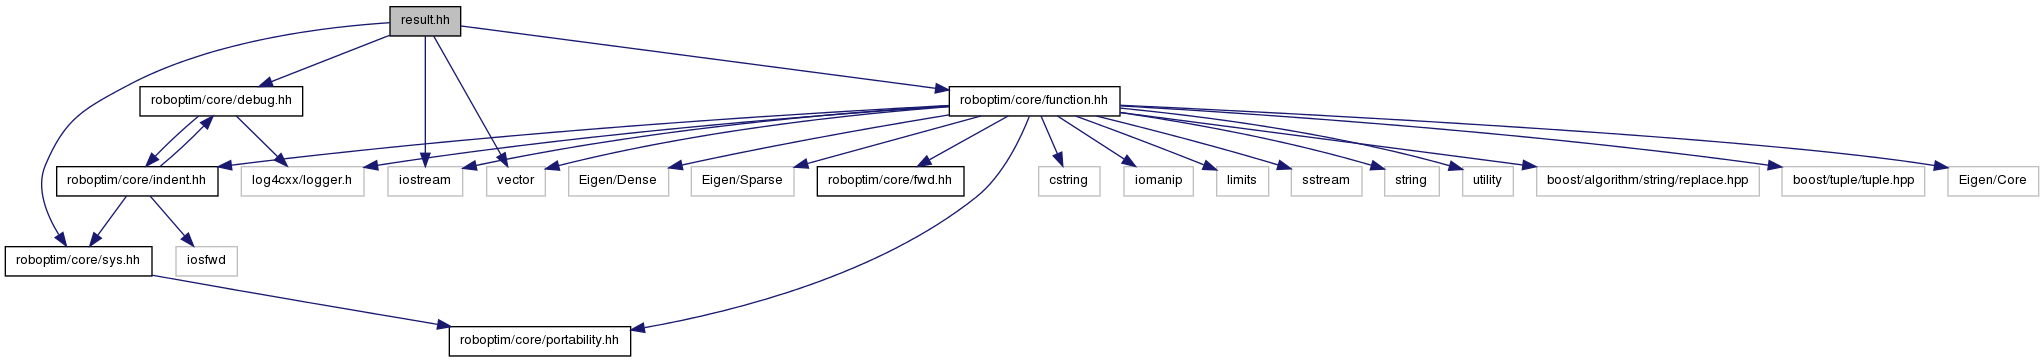 result.hh
roboptim/core/debug.hh
roboptim/core/function.hh
roboptim/core/indent.hh
log4cxx/logger.h
iostream
vector
Eigen/Dense
Eigen/Sparse
roboptim/core/fwd.hh
cstring
iomanip
limits
sstream
string
utility
boost/algorithm/string/replace.hpp
boost/tuple/tuple.hpp
Eigen/Core
roboptim/core/sys.hh
iosfwd
roboptim/core/portability.hh